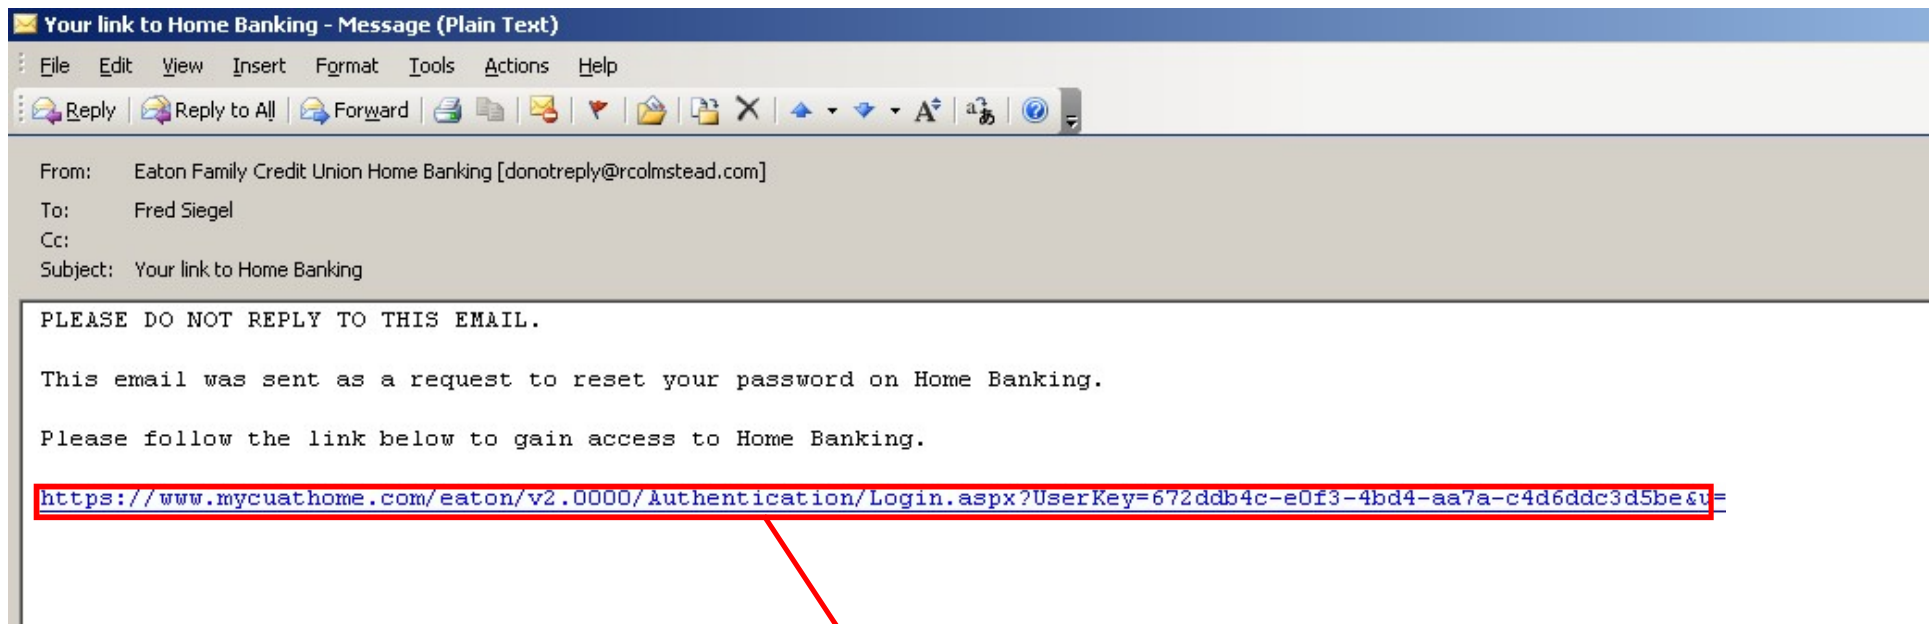 Your link to Home Banking - Message (Plain Text)
File Edit View Insert Format Tools Actions Help
Reply Reply to All Forward
From: Eaton Family Credit Union Home Banking [donotreply@rcolmstead.com]
To: Fred Siegel
Cc:
Subject: Your link to Home Banking
PLEASE DO NOT REPLY TO THIS EMAIL.
This email was sent as a request to reset your password on Home Banking.
Please follow the link below to gain access to Home Banking.
https://www.mycuathome.com/eaton/v2.0000/Authentication/Login.aspx?UserKey=672ddb4c-e0f3-4bd4-aa7a-c4d6ddc3d5be&u=